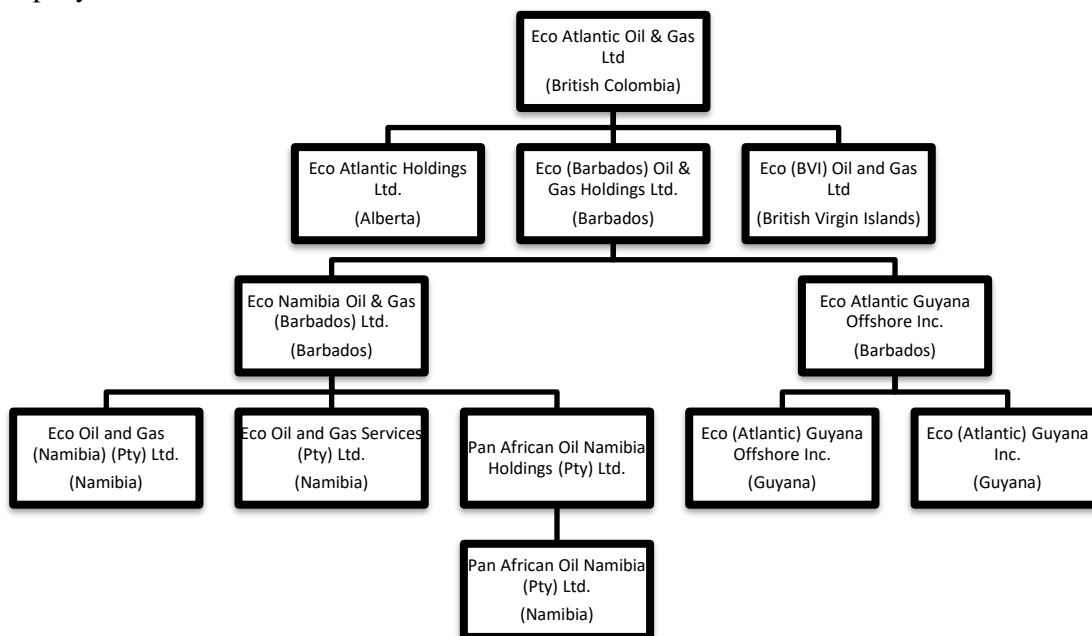 Eco Atlantic Oil & Gas
Ltd
(British Colombia)
Eco Atlantic Holdings
Ltd.
(Alberta)
Eco (Barbados) Oil &
Gas Holdings Ltd.
(Barbados)
Eco (BVI) Oil and Gas
Ltd
(British Virgin Islands)
Eco Namibia Oil & Gas
(Barbados) Ltd.
(Barbados)
Eco Atlantic Guyana
Offshore Inc.
(Barbados)
Eco Oil and Gas
(Namibia) (Pty) Ltd.
(Namibia)
Eco Oil and Gas Services
(Pty) Ltd.
(Namibia)
Pan African Oil Namibia
Holdings (Pty) Ltd.
Eco (Atlantic) Guyana
Offshore Inc.
(Guyana)
Eco (Atlantic) Guyana
Inc.
(Guyana)
Pan African Oil Namibia
(Pty) Ltd.
(Namibia)